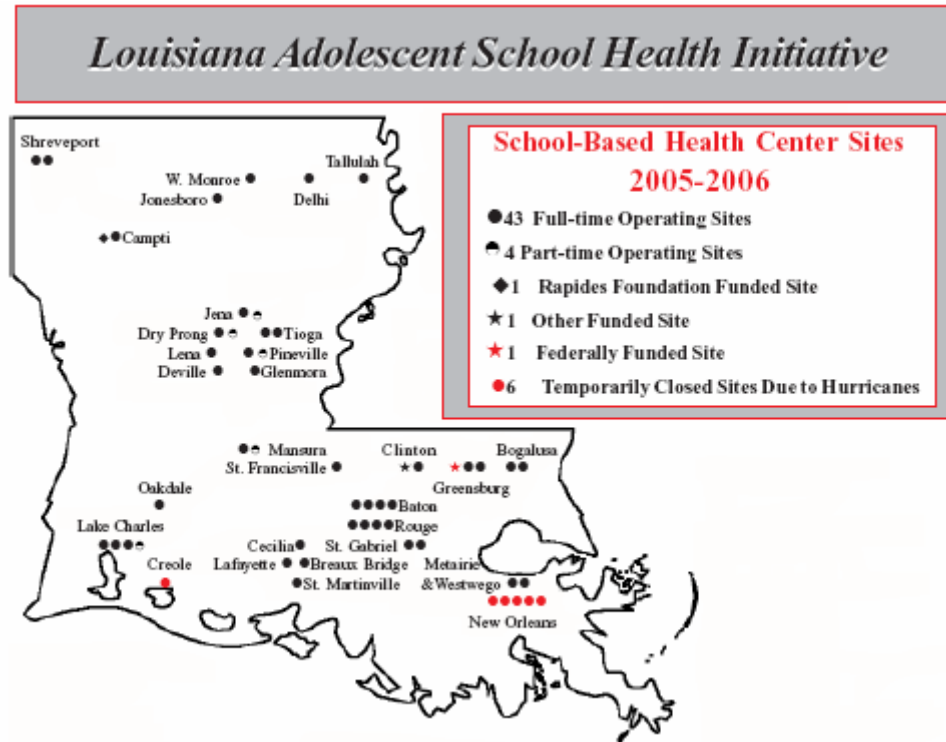 Louisiana Adolescent School Health Initiative
School-Based Health Center Sites
2005-2006
43 Full-time Operating Sites
4 Part-time Operating Sites
1 Rapides Foundation Funded Site
1 Other Funded Site
1 Federally Funded Site
6 Temporarily Closed Sites Due to Hurricanes
Shreveport
Tallulah
W. Monroe
Jonesboro
Delhi
Campti
Jena
Dry Prong
Tioga
Lena
Pineville
Deville
Glenmora
Mansura
Clinton
Bogalusa
St. Francisville
Greensburg
Oakdale
Baton
Rouge
Lake Charles
Cecilia
St. Gabriel
Metairie
Creole
Lafayette
Breaux Bridge
St. Martinville
&Westwego
New Orleans